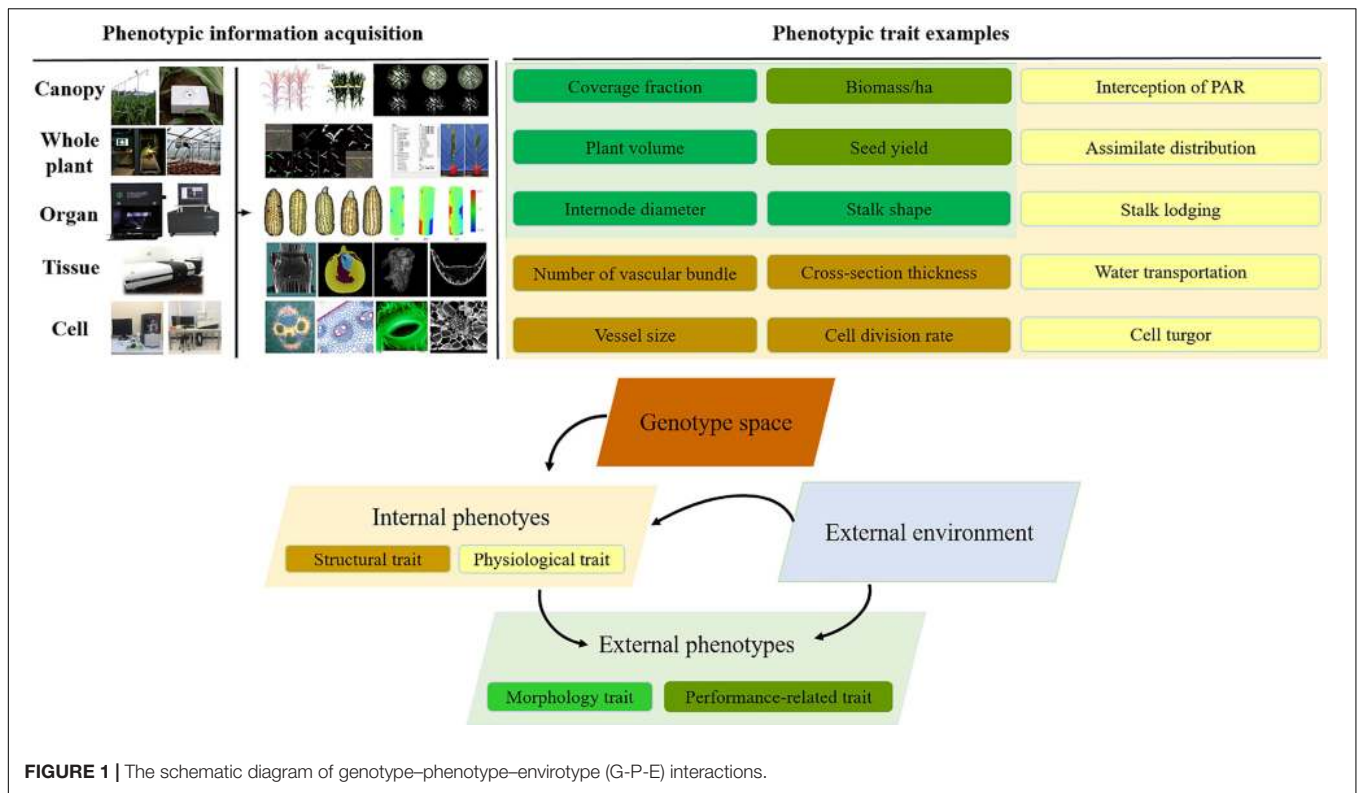 Phenotypic information acquisition
Phenotypic trait examples
Canopy
Coverage fraction
Biomass/ha
Interception of PAR
Whole
plant
Plant volume
Seed yield
Assimilate distribution
Organ
Internode diameter
Stalk shape
Stalk lodging
Tissue
Number of vascular bundle
Cross-section thickness
Water transportation
Cell
Vessel size
Cell division rate
Cell turgor
Genotype space
Internal phenotyes
Structural trait
Physiological trait
External environment
External phenotypes
Morphology trait
Performance-related trait
FIGURE 1 | The schematic diagram of genotype–phenotype–envirotype (G-P-E) interactions.